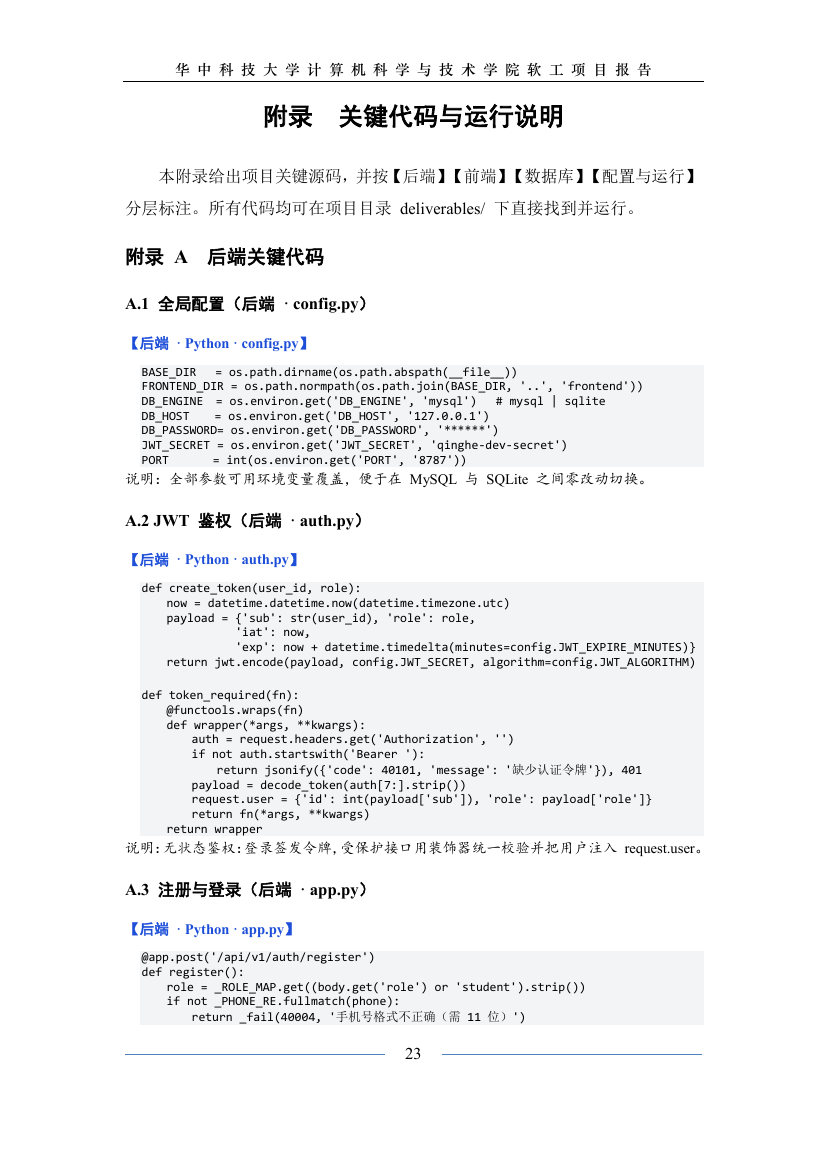 华中科技大学计算机科学与技术学院软工项目报告
附录　关键代码与运行说明
本附录给出项目关键源码，并按【后端】【前端】【数据库】【配置与运行】
分层标注。所有代码均可在项目目录 deliverables/ 下直接找到并运行。
附录 A　后端关键代码
A.1 全局配置（后端 · config.py）
【后端 · Python · config.py】
BASE_DIR   = os.path.dirname(os.path.abspath(__file__))
FRONTEND_DIR = os.path.normpath(os.path.join(BASE_DIR, '..', 'frontend'))
DB_ENGINE  = os.environ.get('DB_ENGINE', 'mysql')   # mysql | sqlite
DB_HOST    = os.environ.get('DB_HOST', '127.0.0.1')
DB_PASSWORD= os.environ.get('DB_PASSWORD', '******')
JWT_SECRET = os.environ.get('JWT_SECRET', 'qinghe-dev-secret')
PORT       = int(os.environ.get('PORT', '8787'))
说明：全部参数可用环境变量覆盖，便于在 MySQL 与 SQLite 之间零改动切换。
A.2 JWT 鉴权（后端 · auth.py）
【后端 · Python · auth.py】
def create_token(user_id, role):
    now = datetime.datetime.now(datetime.timezone.utc)
    payload = {'sub': str(user_id), 'role': role,
               'iat': now,
               'exp': now + datetime.timedelta(minutes=config.JWT_EXPIRE_MINUTES)}
    return jwt.encode(payload, config.JWT_SECRET, algorithm=config.JWT_ALGORITHM)
def token_required(fn):
    @functools.wraps(fn)
    def wrapper(*args, **kwargs):
        auth = request.headers.get('Authorization', '')
        if not auth.startswith('Bearer '):
            return jsonify({'code': 40101, 'message': '缺少认证令牌'}), 401
        payload = decode_token(auth[7:].strip())
        request.user = {'id': int(payload['sub']), 'role': payload['role']}
        return fn(*args, **kwargs)
    return wrapper
说明：无状态鉴权：登录签发令牌，受保护接口用装饰器统一校验并把用户注入 request.user。
A.3 注册与登录（后端 · app.py）
【后端 · Python · app.py】
@app.post('/api/v1/auth/register')
def register():
    role = _ROLE_MAP.get((body.get('role') or 'student').strip())
    if not _PHONE_RE.fullmatch(phone):
        return _fail(40004, '手机号格式不正确（需 11 位）')
23